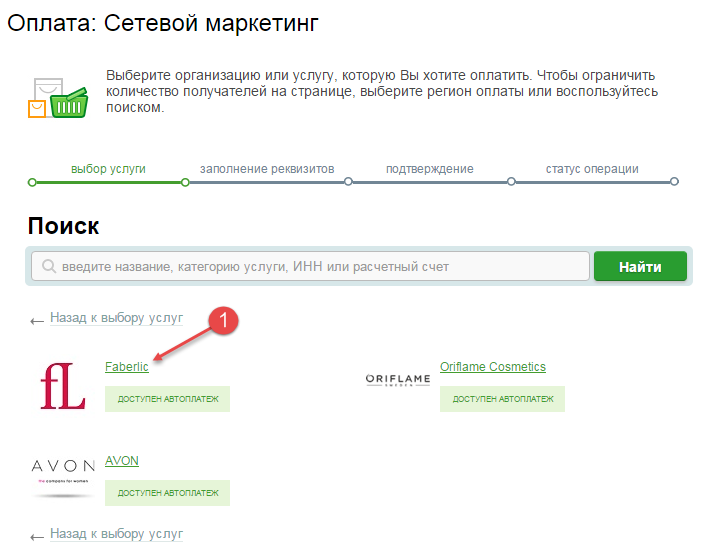 Оплата: Сетевой маркетинг
Выберите организацию или услугу, которую Вы хотите оплатить. Чтобы ограничить
количество получателей на странице, выберите регион оплаты или воспользуйтесь
поиском.
выбор услуги заполнение реквизитов подтверждение статус операции
Поиск
введите название, категорию услуги, ИНН или расчетный счет Найти
← Назад к выбору услуг
1
fL Faberlic
ДОСТУПЕН АВТОПЛАТЕЖ
ORIFLAME
SWEDEN
Oriflame Cosmetics
ДОСТУПЕН АВТОПЛАТЕЖ
AVON
the company for women
AVON
ДОСТУПЕН АВТОПЛАТЕЖ
← Назад к выбору услуг